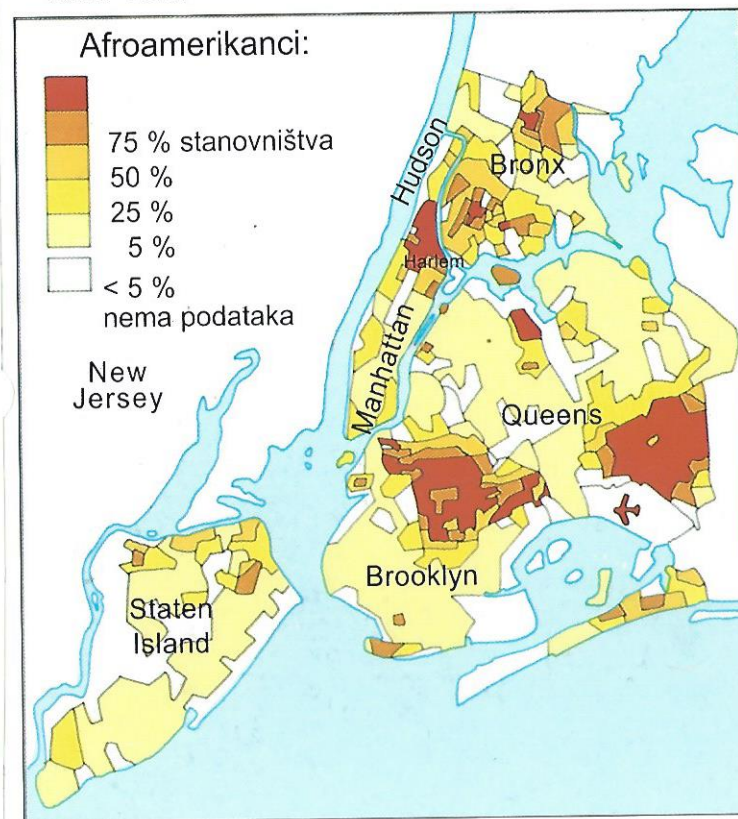 Afroamerikanci:
75 % stanovništva
50 %
25 %
5 %
< 5 %
nema podataka
Hudson
Bronx
Harlem
Manhattan
New
Jersey
Queens
Brooklyn
Staten
Island